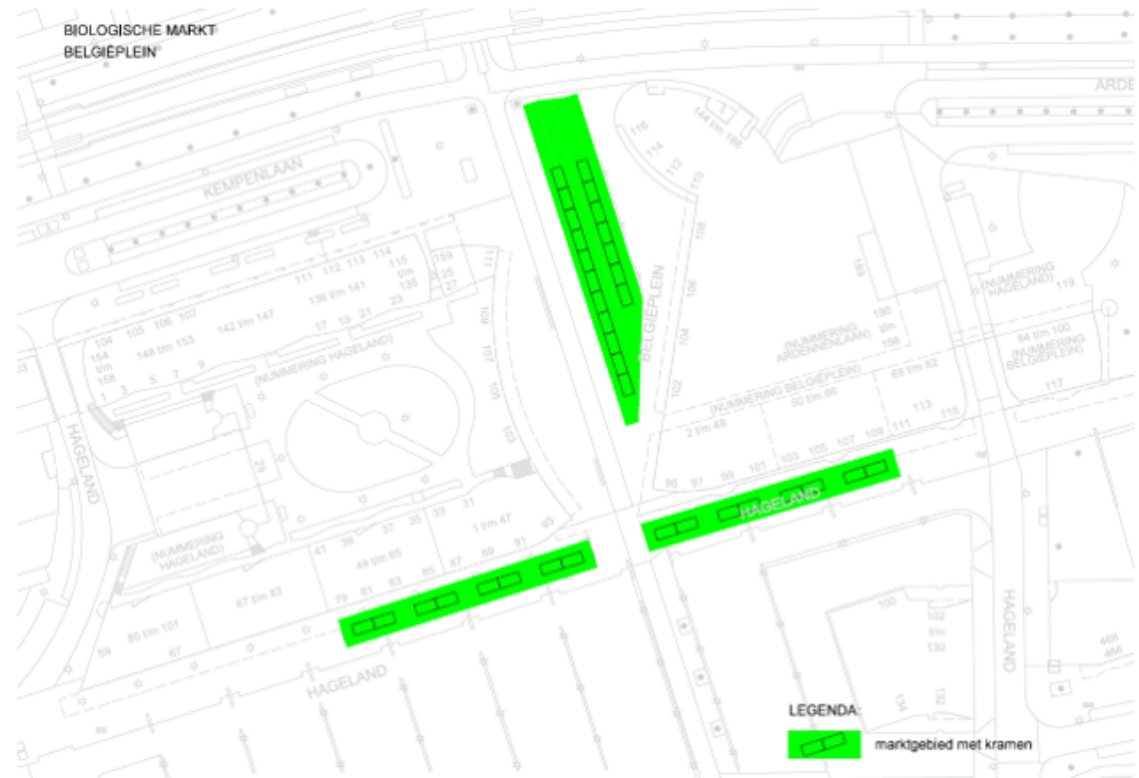 BIOLOGISCHE MARKT
BELGIËPLEIN
ARDE
KEMPENLAAN
116
114
112
110
144 t/m 186
108
106
104
102
BELGIËPLEIN
189
190
t/m
198
(NUMMERING
ARDENNENLAAN)
(NUMMERING
HAGELAND)
119
84 t/m 100
(NUMMERING
BELGIËPLEIN)
117
111 112 113 114
115
t/m
135
159
25
27
138 t/m 141
104 105 106 107
142 t/m 147
17 19 21
23
154
t/m
158
148 t/m 153
1 3 5 7 9
(NUMMERING HAGELAND)
111
109
107
105
103
(NUMMERING BELGIËPLEIN)
2 t/m 48
50 t/m 66
68 t/m 82
95 97 99 101 103 105 107 109 111 113 115
HAGELAND
HAGELAND
29
31
33
35
37
39
41
1 t/m 47
93
49 t/m 65
(NUMMERING
HAGELAND)
67 t/m 83
79 81 83 85 87 89 91
85 t/m 101
59
67
HAGELAND
HAGELAND
100
102
t/m
130
132
134
468
466
LEGENDA:
marktgebied met kramen